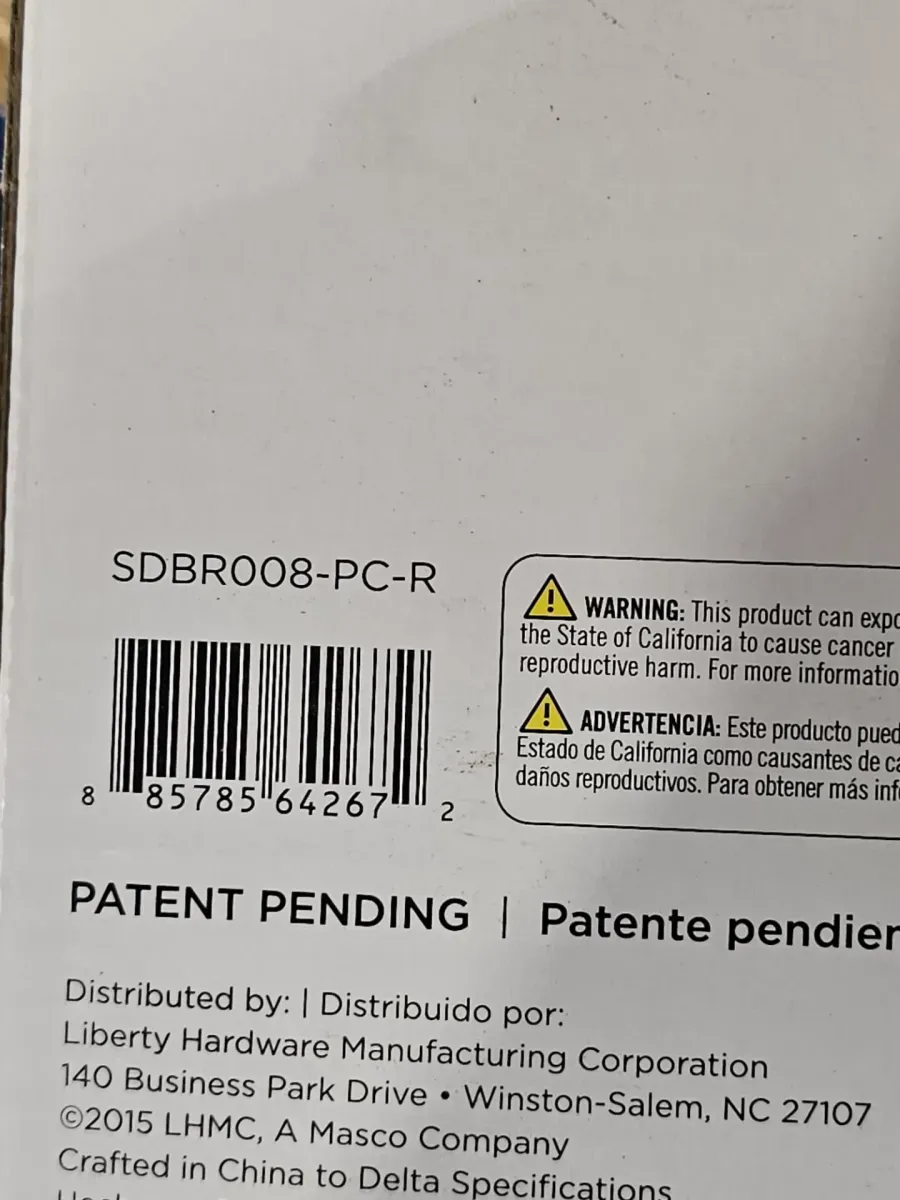 SDBR008-PC-R
8 85785 64267 2
WARNING: This product can
the State of California to cause cancer
reproductive harm. For more
ADVERTENCIA: Este producto
Estado de California como causantes de
daños reproductivos. Para obtener más
PATENT PENDING | Patente
Distributed by: | Distribuido por:
Liberty Hardware Manufacturing Corporation
140 Business Park Drive • Winston-Salem, NC 27107
©2015 LHMC, A Masco Company
Crafted in China to Delta Specifications